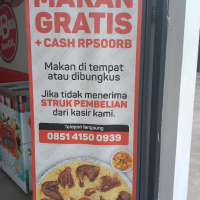 MAKAN
GRATIS
+ CASH RP500RB
Makan di tempat
atau dibungkus
Jika tidak menerima
STRUK PEMBELIAN
dari kasir kami.
Telepon langsung
0851 4150 0939